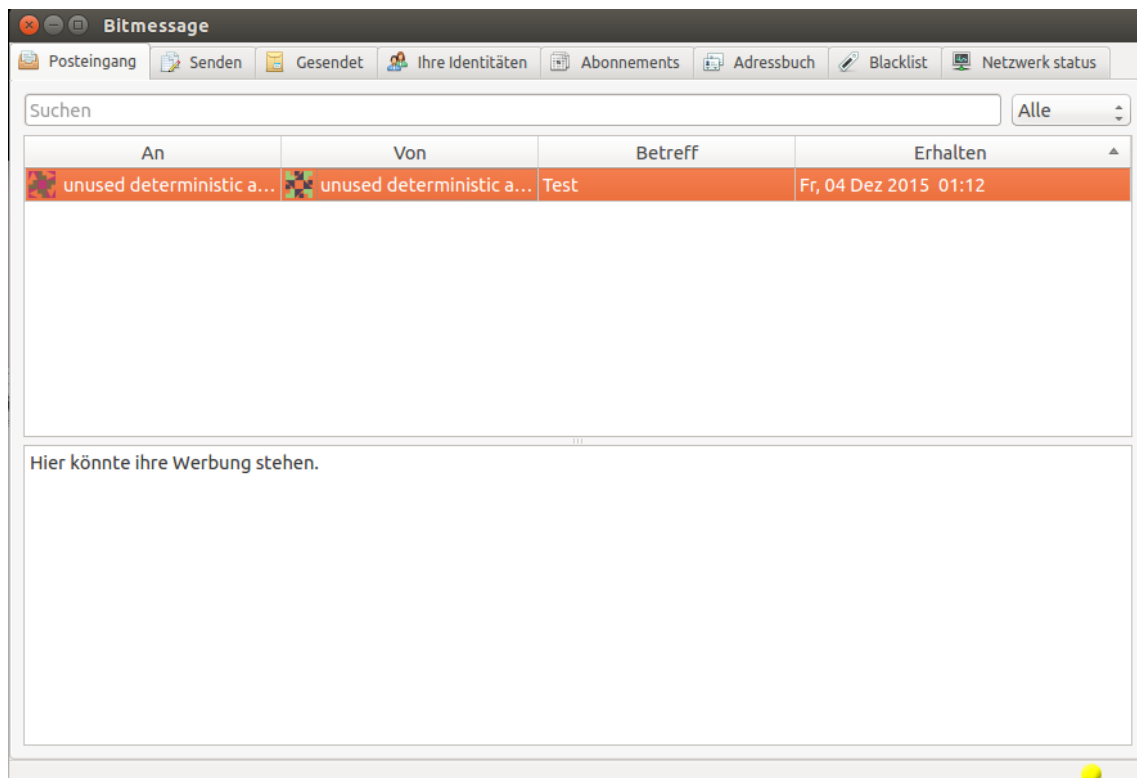 Bitmessage
Posteingang Senden Gesendet Ihre Identitäten Abonnements Adressbuch Blacklist Netzwerk status
Suchen Alle
An Von Betreff Erhalten
unused deterministic a... unused deterministic a... Test Fr, 04 Dez 2015 01:12
Hier könnte ihre Werbung stehen.